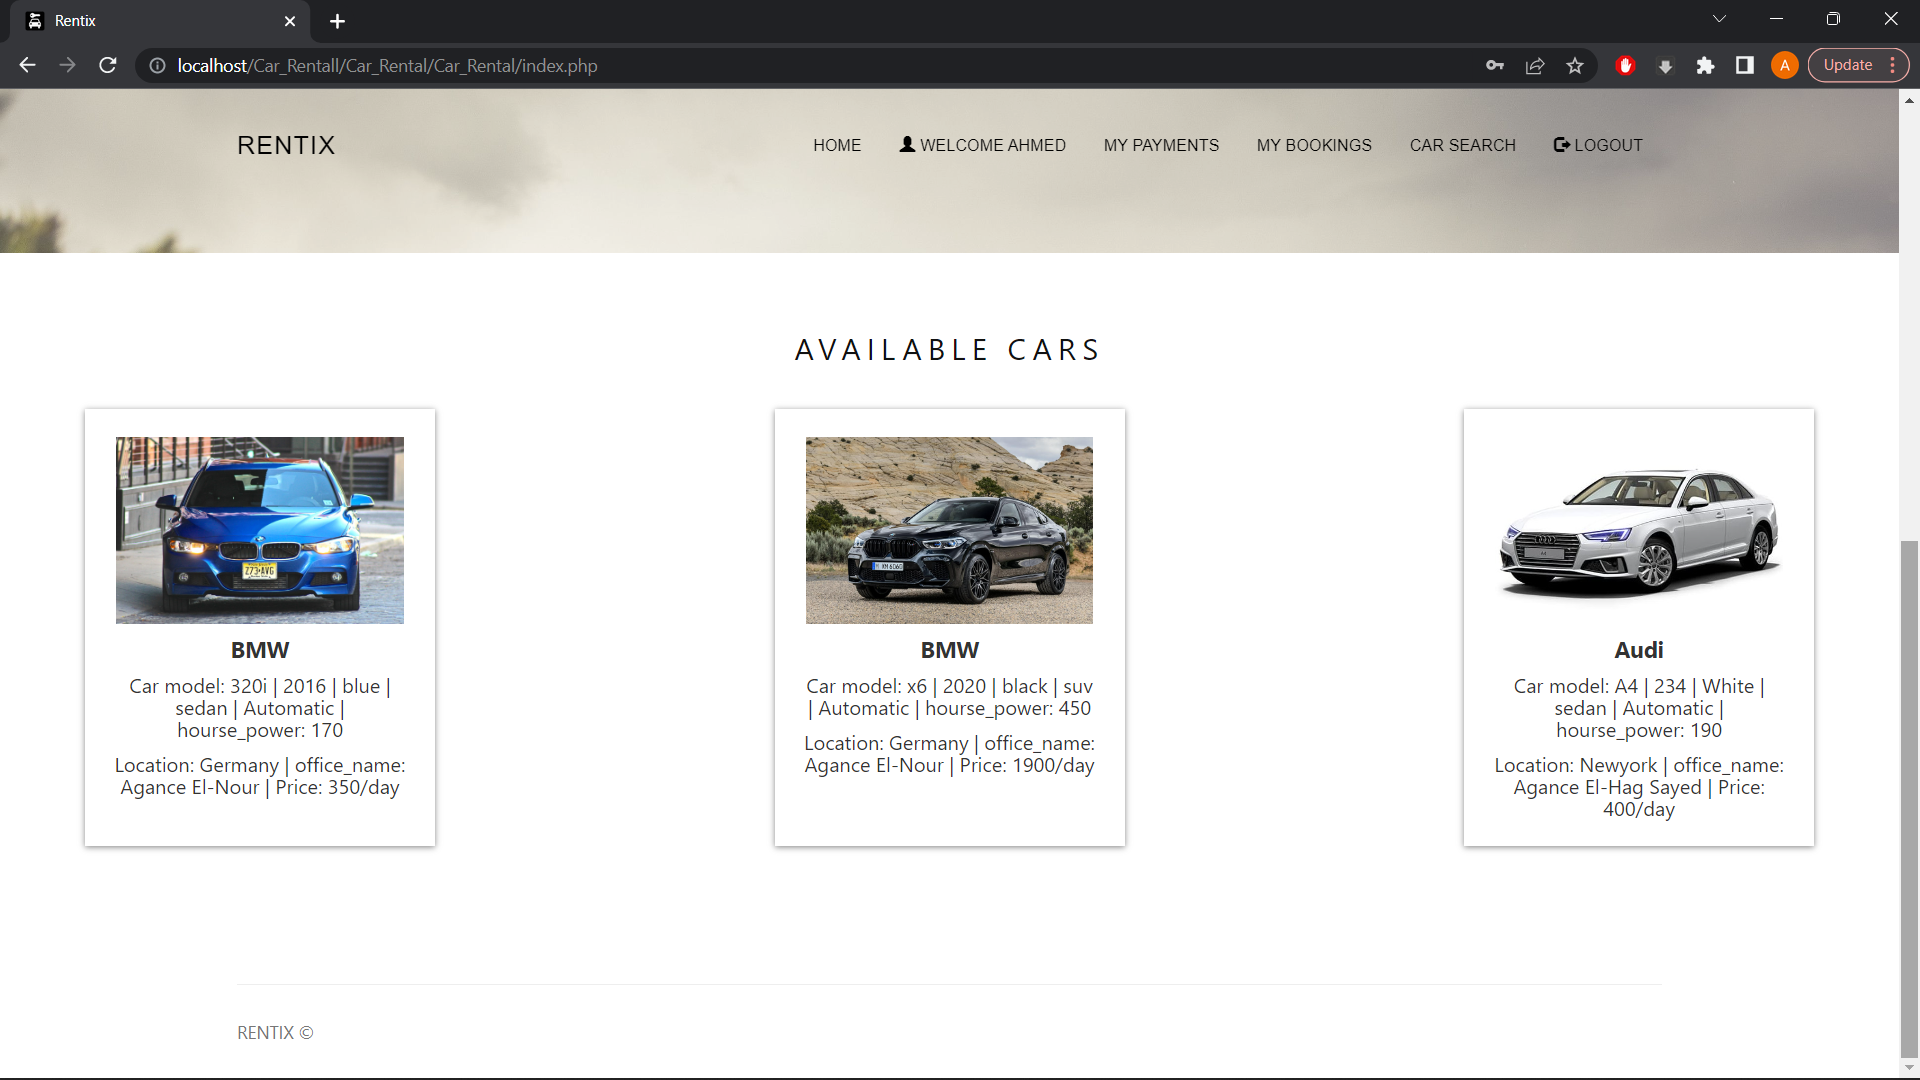 Rentix
localhost/Car_Rentall/Car_Rental/Car_Rental/index.php
A
Update
RENTIX
HOME
WELCOME AHMED
MY PAYMENTS
MY BOOKINGS
CAR SEARCH
LOGOUT
AVAILABLE CARS
Z73-AVG
BMW
Car model: 320i | 2016 | blue |
sedan | Automatic |
hourse_power: 170
Location: Germany | office_name:
Agance El-Nour | Price: 350/day
BMW
Car model: x6 | 2020 | black | suv
| Automatic | hourse_power: 450
Location: Germany | office_name:
Agance El-Nour | Price: 1900/day
Audi
Car model: A4 | 234 | White |
sedan | Automatic |
hourse_power: 190
Location: Newyork | office_name:
Agance El-Hag Sayed | Price:
400/day
RENTIX ©